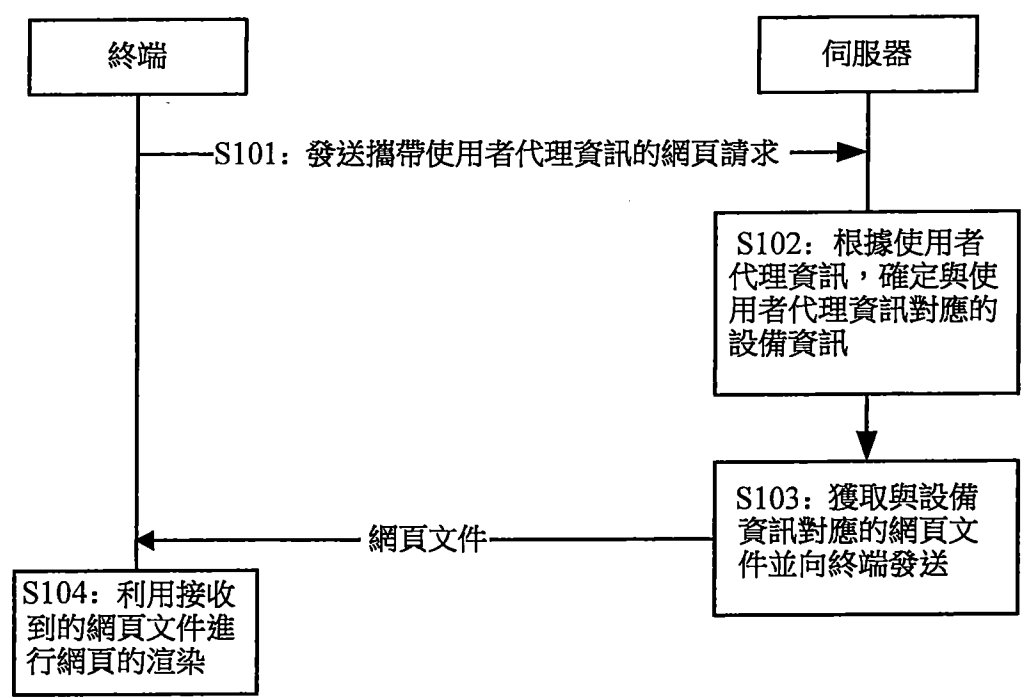 終端
伺服器
S101：發送攜帶使用者代理資訊的網頁請求
S102：根據使用者
代理資訊，確定與使
用者代理資訊對應的
設備資訊
S103：獲取與設備
資訊對應的網頁文
件並向終端發送
網頁文件
S104：利用接收
到的網頁文件進
行網頁的渲染